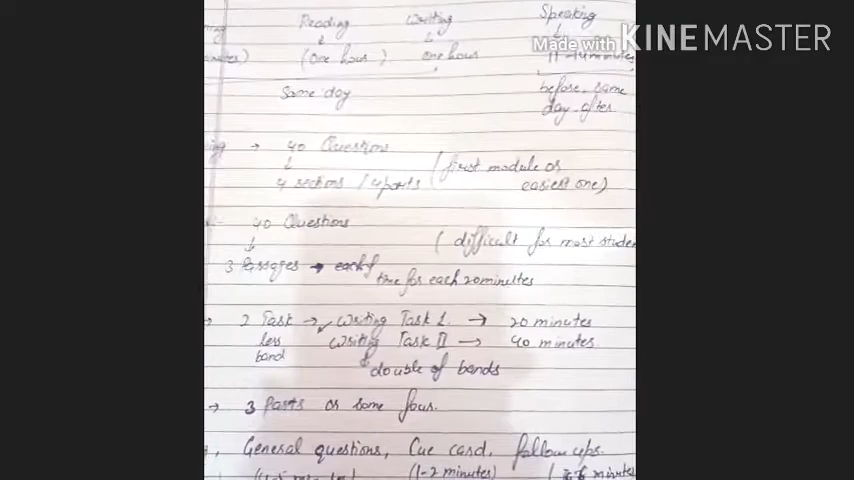 Reading Writing Speaking
Made with KINEMASTER
(One hour) one hour 11-14 minutes
Same day before, same
day, after
ing → 40 Questions
4 sections / 4 parts (first module or
easiest one)
40 Questions
(difficult for most studen
3 Passages → each
time for each 20 minutes
→ 2 Task → Writing Task I → 20 minutes
less Writing Task II → 40 minutes.
band
double of bands
→ 3 Parts or some four.
General questions, Cue card, follow ups.
(1-2 minutes) minutes